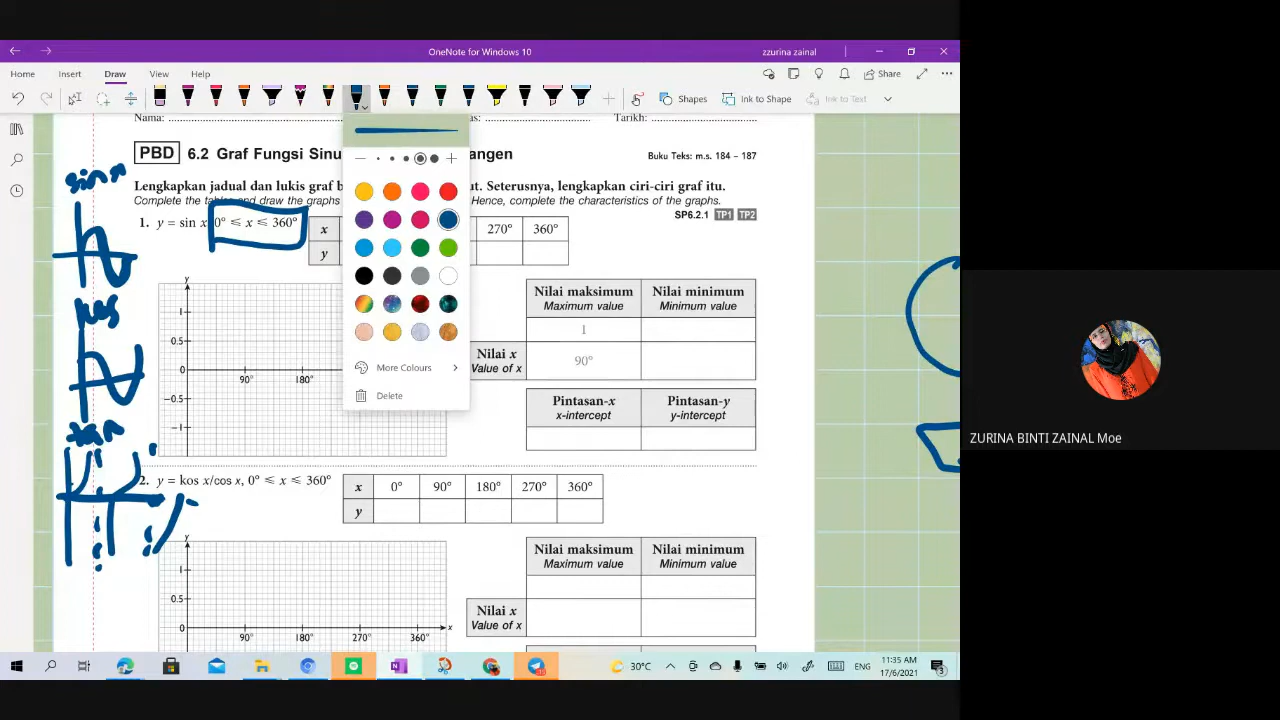 OneNote for Windows 10
zzurina zainal
Home Insert Draw View Help
Share
Shapes Ink to Shape Ink to Text
Nama: as: Tarikh:
PBD 6.2 Graf Fungsi Sinu angen Buku Teks: m.s. 184 – 187
sin x
Lengkapkan jadual dan lukis graf b ut. Seterusnya, lengkapkan ciri-ciri graf itu.
Complete the tables and draw the graphs Hence, complete the characteristics of the graphs.
SP6.2.1 TP1 TP2
1. y = sin x, 0° ≤ x ≤ 360° x 270° 360°
y
y
Nilai maksimum Nilai minimum
Maximum value Minimum value
1
1
0.5
Nilai x 90°
Value of x
0
90° 180°
−0.5
−1
Pintasan-x Pintasan-y
x-intercept y-intercept
More Colours
Delete
kos
tan
2. y = kos x/cos x, 0° ≤ x ≤ 360° x 0° 90° 180° 270° 360°
y
y
Nilai maksimum Nilai minimum
Maximum value Minimum value
1
0.5
Nilai x
Value of x
0 x
90° 180° 270° 360°
ZURINA BINTI ZAINAL Moe
30°C ENG 11:35 AM
17/6/2021
3